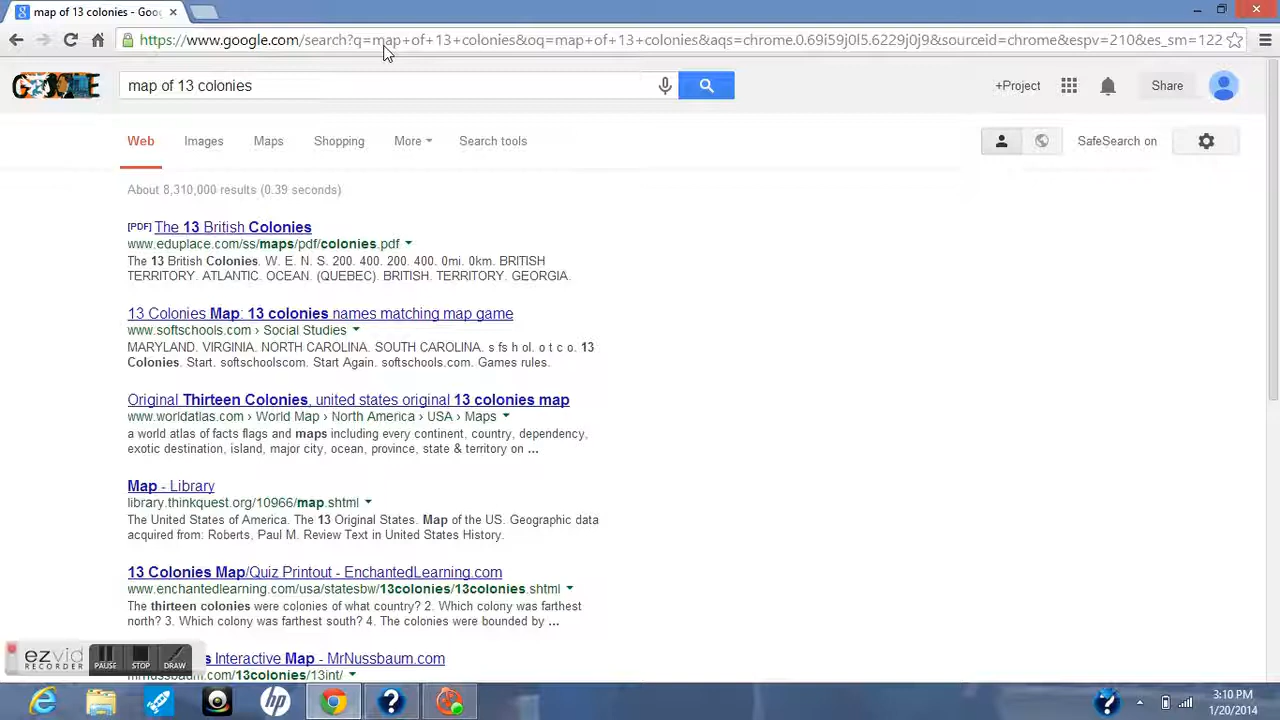 map of 13 colonies - Goo
https://www.google.com/search?q=map+of+13+colonies&oq=map+of+13+colonies&aqs=chrome.0.69i59j0l5.6229j0j9&sourceid=chrome&espv=210&es_sm=122
map of 13 colonies
+Project
Share
Web Images Maps Shopping More Search tools
SafeSearch on
About 8,310,000 results (0.39 seconds)
[PDF] The 13 British Colonies
www.eduplace.com/ss/maps/pdf/colonies.pdf
The 13 British Colonies. W. E. N. S. 200. 400. 200. 400. 0mi. 0km. BRITISH
TERRITORY. ATLANTIC. OCEAN. (QUEBEC). BRITISH. TERRITORY. GEORGIA.
13 Colonies Map: 13 colonies names matching map game
www.softschools.com › Social Studies
MARYLAND. VIRGINIA. NORTH CAROLINA. SOUTH CAROLINA. s fs h ol. o t c o. 13
Colonies. Start. softschoolscom. Start Again. softschools.com. Games rules.
Original Thirteen Colonies, united states original 13 colonies map
www.worldatlas.com › World Map › North America › USA › Maps
a world atlas of facts flags and maps including every continent, country, dependency,
exotic destination, island, major city, ocean, province, state & territory on ...
Map - Library
library.thinkquest.org/10966/map.shtml
The United States of America. The 13 Original States. Map of the US. Geographic data
acquired from: Roberts, Paul M. Review Text in United States History.
13 Colonies Map/Quiz Printout - EnchantedLearning.com
www.enchantedlearning.com/usa/statesbw/13colonies/13colonies.shtml
The thirteen colonies were colonies of what country? 2. Which colony was farthest
north? 3. Which colony was farthest south? 4. The colonies were bounded by ...
s Interactive Map - MrNussbaum.com
mrnussbaum.com/13colonies/13int/
ezvid
RECORDER
PAUSE STOP DRAW
hp
3:10 PM
1/20/2014